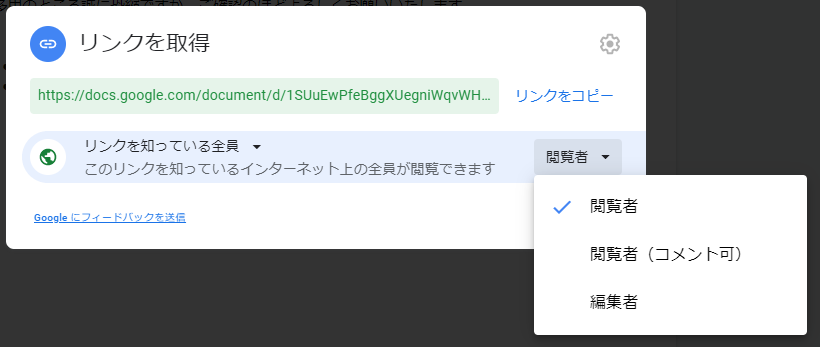 リンクを取得
https://docs.google.com/document/d/1SUuEwPfeBggXUegniWqvWH...
リンクをコピー
リンクを知っている全員
このリンクを知っているインターネット上の全員が閲覧できます
閲覧者
Google にフィードバックを送信
閲覧者
閲覧者（コメント可）
編集者